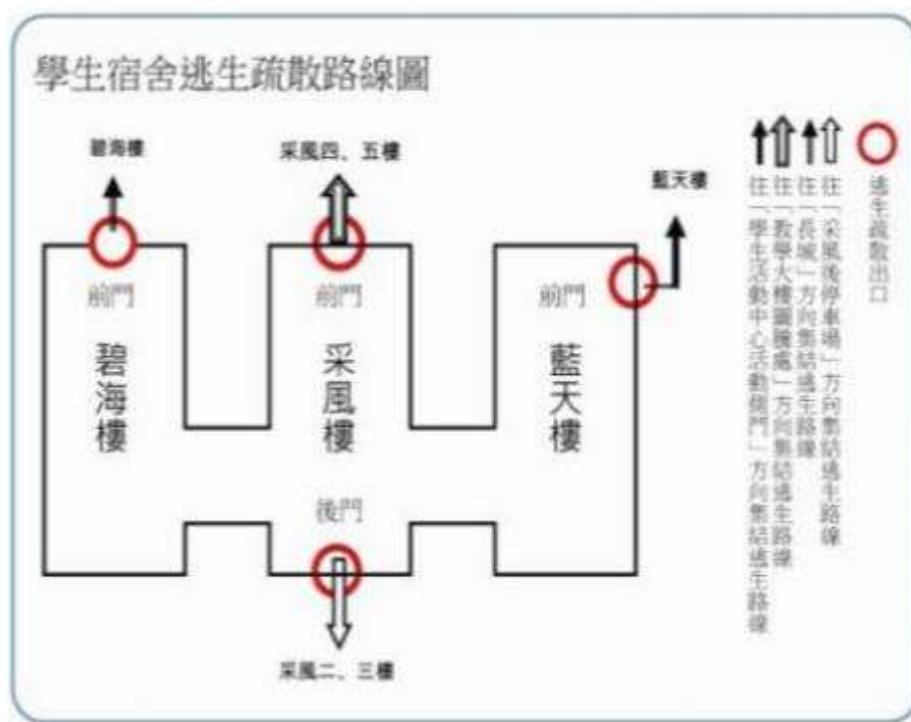 學生宿舍逃生疏散路線圖
碧海樓
采風四、五樓
藍天樓
前門
前門
前門
碧海樓
采風樓
藍天樓
後門
采風二、三樓
逃生疏散出口
往「采風後停車場」方向集結逃生路線
往「長城」方向集結逃生路線
往「教學大樓圖騰處」方向集結逃生路線
往「學生活動中心活動側門」方向集結逃生路線